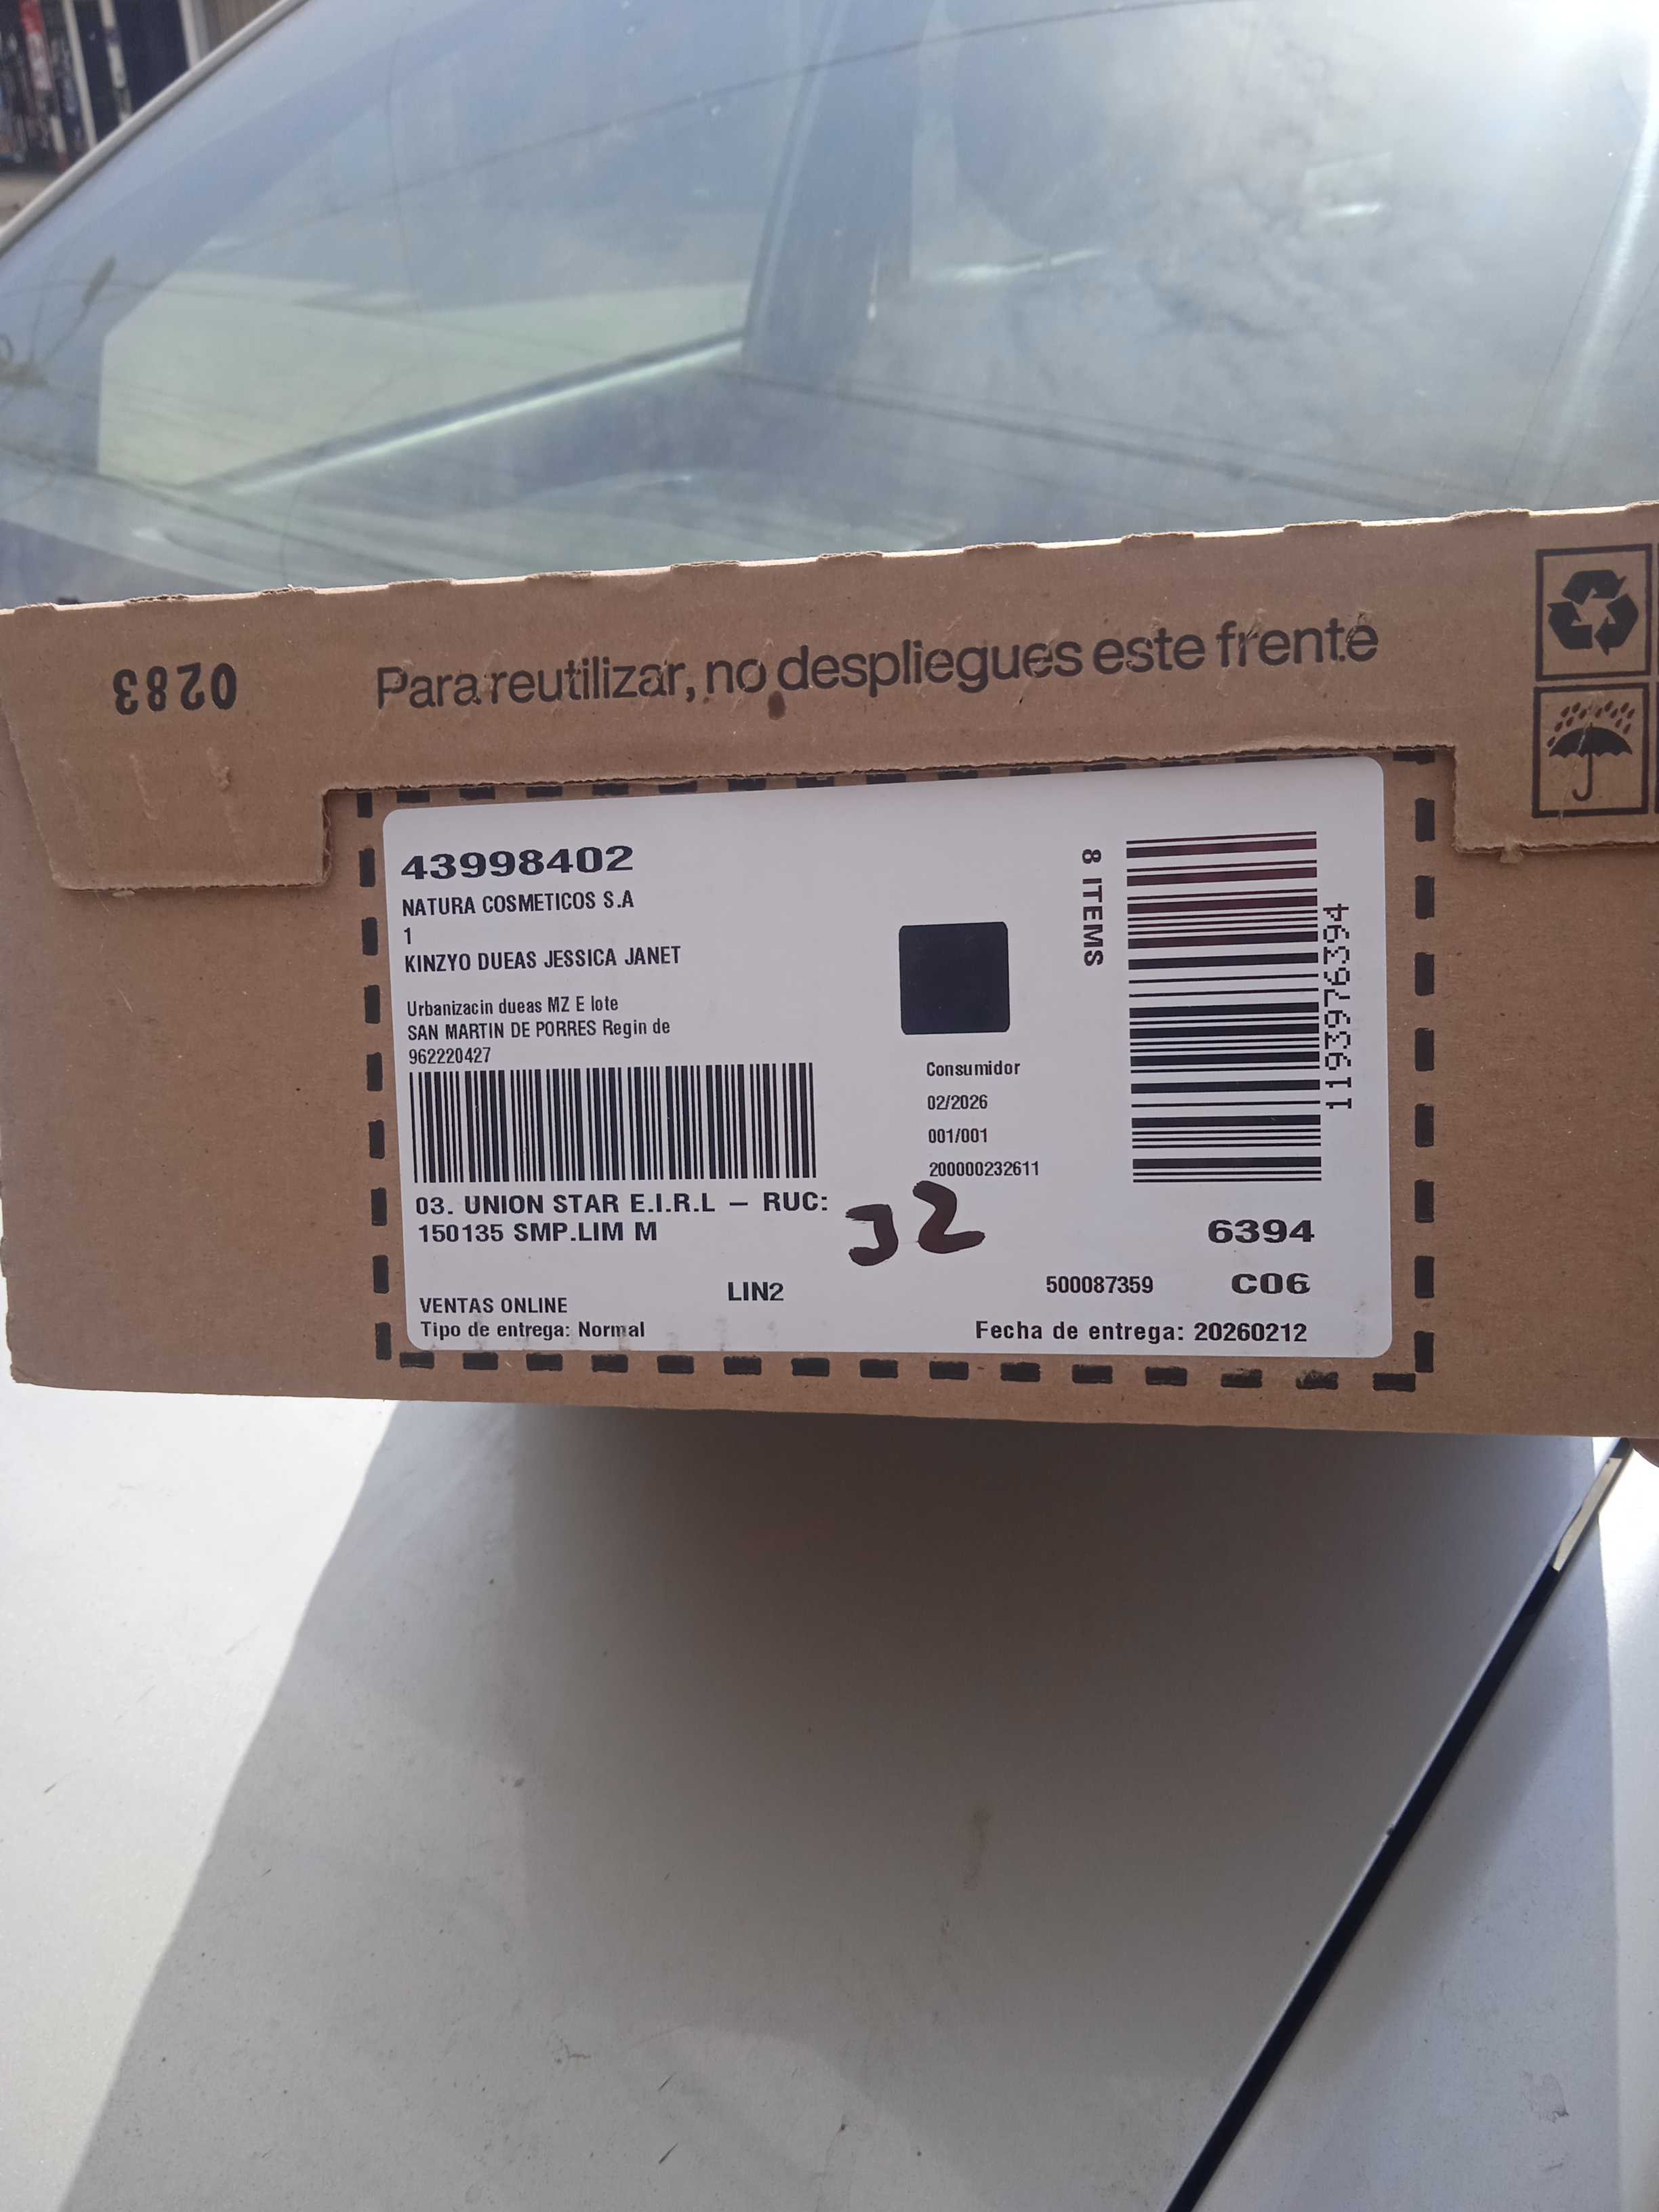 0283
Para reutilizar, no despliegues este frente
43998402
NATURA COSMETICOS S.A
1
KINZYO DUEAS JESSICA JANET
Urbanizacin dueas MZ E lote
SAN MARTIN DE PORRES Regin de
962220427
03. UNION STAR E.I.R.L – RUC:
150135 SMP.LIM M
VENTAS ONLINE
Tipo de entrega: Normal
LIN2
Consumidor
02/2026
001/001
200000232611
J2
8 ITEMS
1193976394
6394
500087359 C06
Fecha de entrega: 20260212